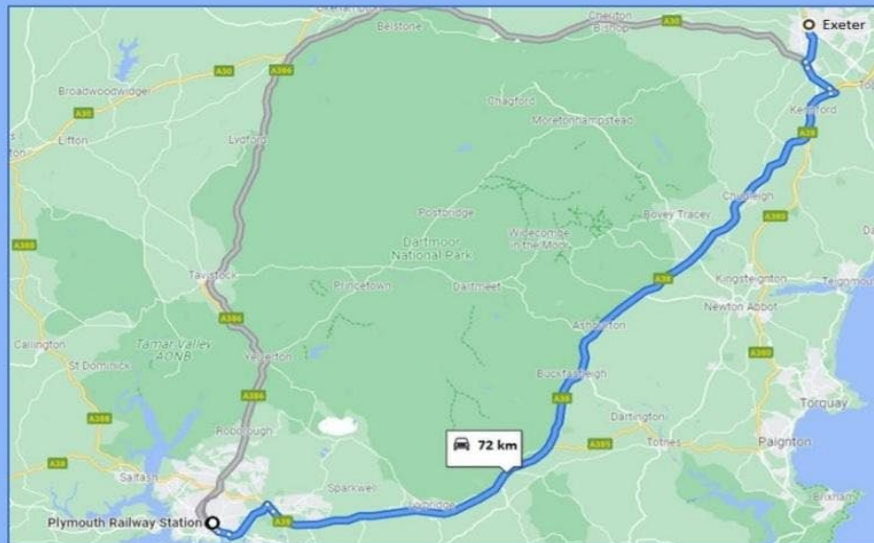 Belstone
Cheriton
Bishop
A30
Exeter
A386
A30
Broadwoodwidger
Chagford
Kennford
A30
Lifton
Lydford
Moretonhampstead
A38
Chudleigh
Postbridge
Bovey Tracey
A380
Widecombe
in the Moor
Dartmoor
National Park
A388
Tavistock
Princetown
Dartmeet
A38
Kingsteignton
Teignmou
Newton Abbot
A386
Ashburton
Callington
Tamar Valley
AONB
Yelverton
A380
St Dominick
Buckfastleigh
A386
A38
Torquay
A388
Dartington
Roborough
72 km
A385
Totnes
Paignton
A38
Saltash
Sparkwell
Ivybridge
Brixham
Plymouth Railway Station
A38